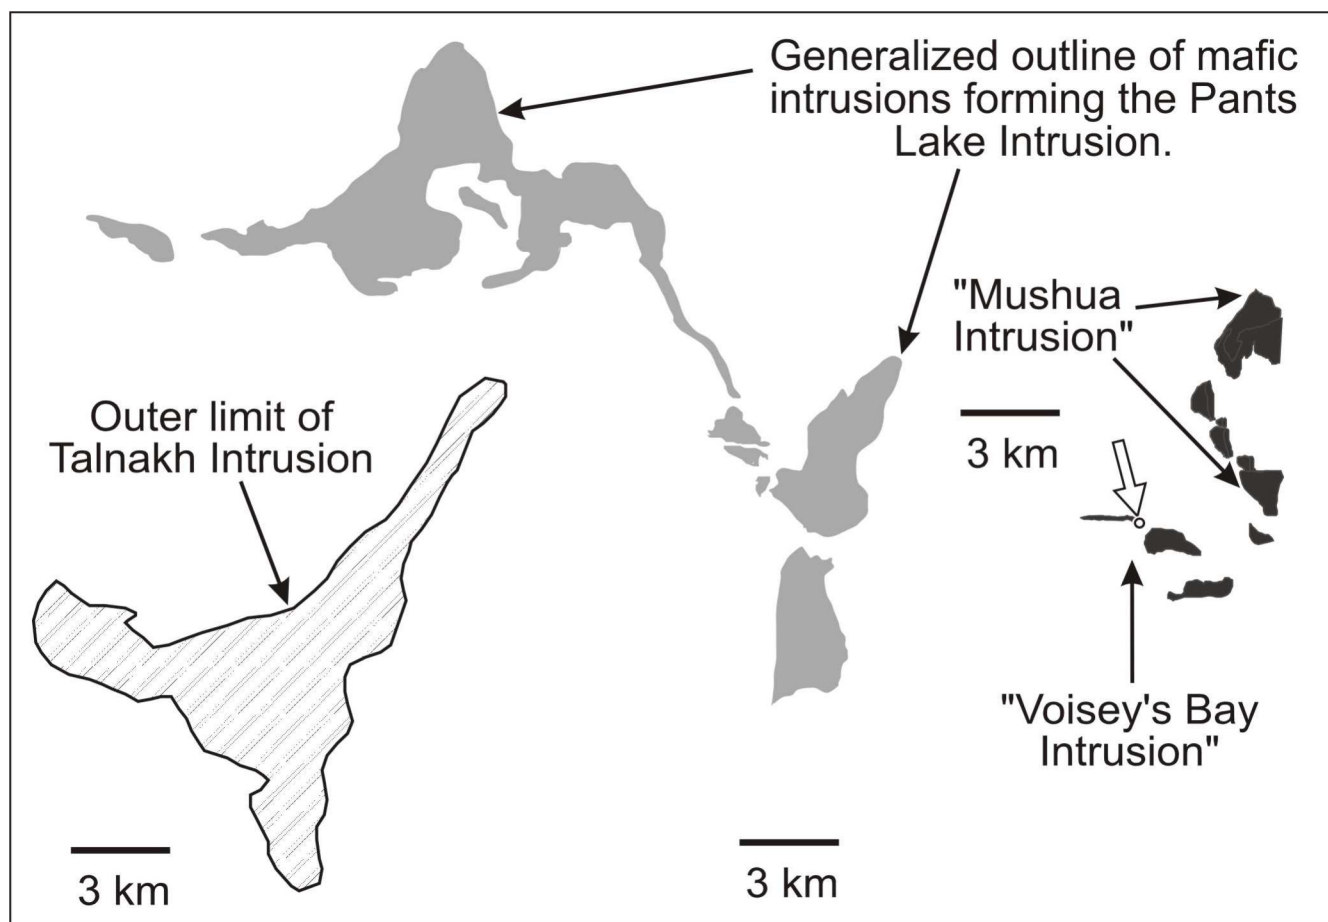 Generalized outline of mafic
intrusions forming the Pants
Lake Intrusion.
"Mushua
Intrusion"
Outer limit of
Talnakh Intrusion
3 km
"Voisey's Bay
Intrusion"
3 km
3 km